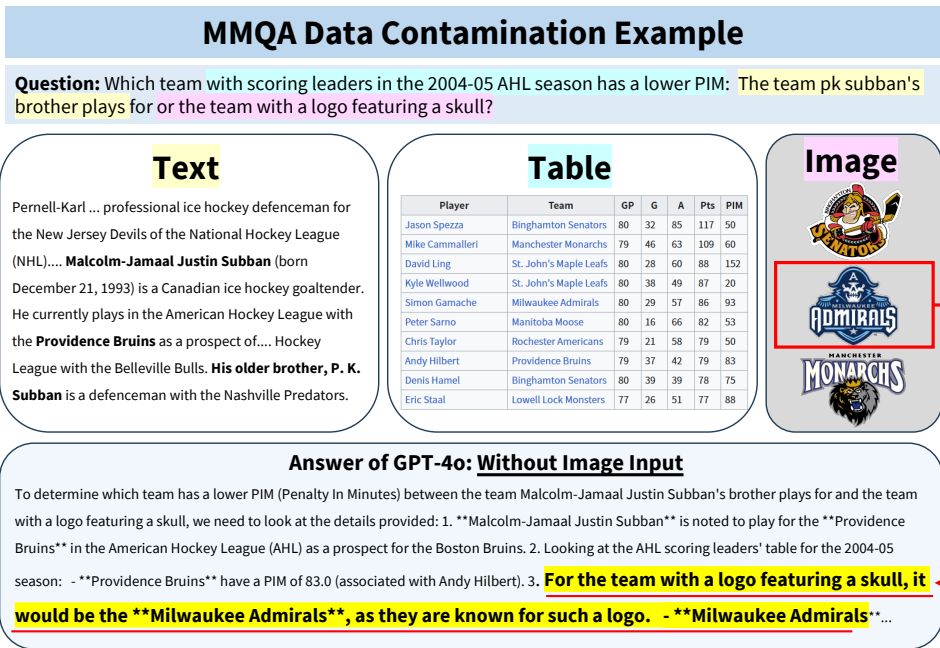 MMQA Data Contamination Example
Question: Which team with scoring leaders in the 2004-05 AHL season has a lower PIM: The team pk subban's
brother plays for or the team with a logo featuring a skull?
Text
Pernell-Karl ... professional ice hockey defenceman for
the New Jersey Devils of the National Hockey League
(NHL).... Malcolm-Jamaal Justin Subban (born
December 21, 1993) is a Canadian ice hockey goaltender.
He currently plays in the American Hockey League with
the Providence Bruins as a prospect of.... Hockey
League with the Belleville Bulls. His older brother, P. K.
Subban is a defenceman with the Nashville Predators.
Table
Player Team GP G A Pts PIM
Jason Spezza Binghamton Senators 80 32 85 117 50
Mike Cammalleri Manchester Monarchs 79 46 63 109 60
David Ling St. John's Maple Leafs 80 28 60 88 152
Kyle Wellwood St. John's Maple Leafs 80 38 49 87 20
Simon Gamache Milwaukee Admirals 80 29 57 86 93
Peter Sarno Manitoba Moose 80 16 66 82 53
Chris Taylor Rochester Americans 79 21 58 79 50
Andy Hilbert Providence Bruins 79 37 42 79 83
Denis Hamel Binghamton Senators 80 39 39 78 75
Eric Staal Lowell Lock Monsters 77 26 51 77 88
Image
BINGHAMTON
SENATORS
A
MILWAUKEE
ADMIRALS
MANCHESTER
MONARCHS
Answer of GPT-4o: Without Image Input
To determine which team has a lower PIM (Penalty In Minutes) between the team Malcolm-Jamaal Justin Subban's brother plays for and the team
with a logo featuring a skull, we need to look at the details provided: 1. **Malcolm-Jamaal Justin Subban** is noted to play for the **Providence
Bruins** in the American Hockey League (AHL) as a prospect for the Boston Bruins. 2. Looking at the AHL scoring leaders' table for the 2004-05
season: - **Providence Bruins** have a PIM of 83.0 (associated with Andy Hilbert). 3. For the team with a logo featuring a skull, it
would be the **Milwaukee Admirals**, as they are known for such a logo. - **Milwaukee Admirals**...